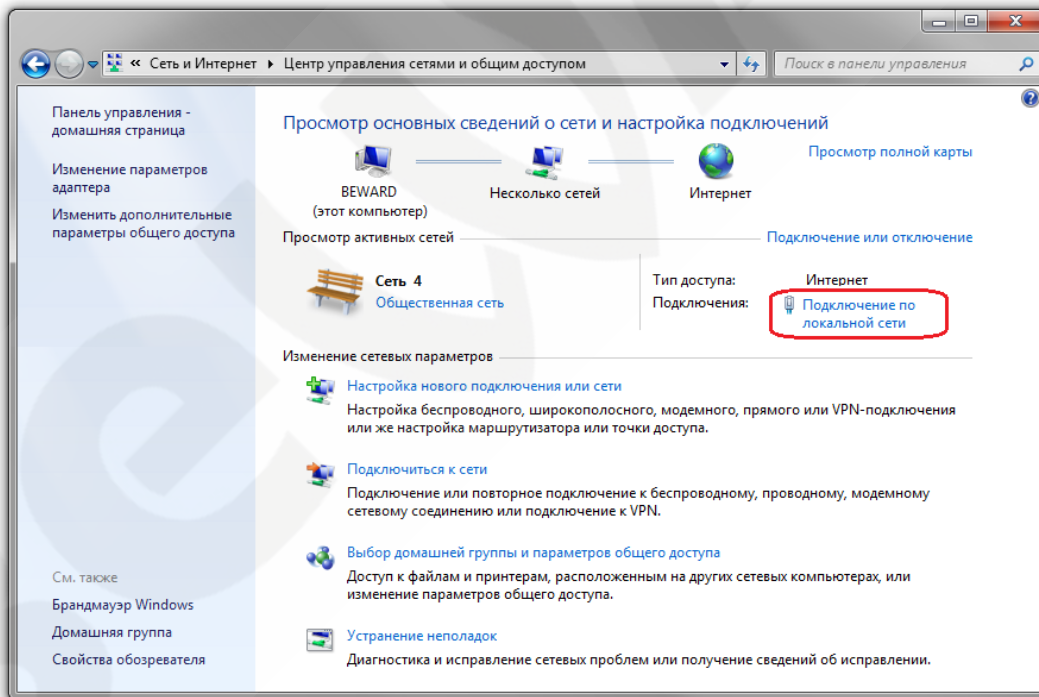 « Сеть и Интернет ▸ Центр управления сетями и общим доступом
Поиск в панели управления
Панель управления -
домашняя страница
Изменение параметров
адаптера
Изменить дополнительные
параметры общего доступа
Просмотр основных сведений о сети и настройка подключений
Просмотр полной карты
BEWARD
(этот компьютер)
Несколько сетей
Интернет
Просмотр активных сетей
Подключение или отключение
Сеть 4
Общественная сеть
Тип доступа: Интернет
Подключения: Подключение по
локальной сети
Изменение сетевых параметров
Настройка нового подключения или сети
Настройка беспроводного, широкополосного, модемного, прямого или VPN-подключения
или же настройка маршрутизатора или точки доступа.
Подключиться к сети
Подключение или повторное подключение к беспроводному, проводному, модемному
сетевому соединению или подключение к VPN.
Выбор домашней группы и параметров общего доступа
Доступ к файлам и принтерам, расположенным на других сетевых компьютерах, или
изменение параметров общего доступа.
Устранение неполадок
Диагностика и исправление сетевых проблем или получение сведений об исправлении.
См. также
Брандмауэр Windows
Домашняя группа
Свойства обозревателя